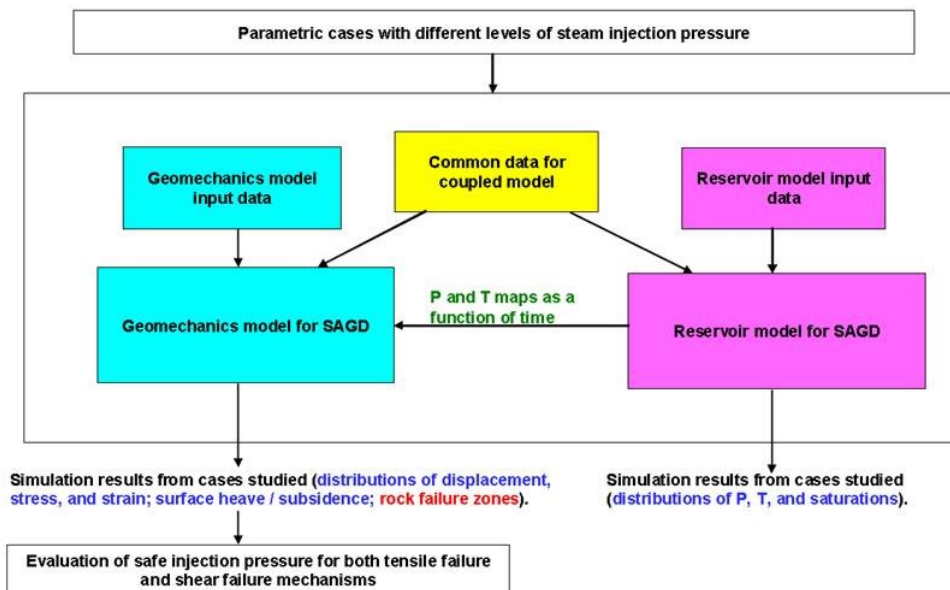 Parametric cases with different levels of steam injection pressure
Geomechanics model
input data
Common data for
coupled model
Reservoir model input
data
P and T maps as a
function of time
Geomechanics model for SAGD
Reservoir model for SAGD
Simulation results from cases studied (distributions of displacement,
stress, and strain; surface heave / subsidence; rock failure zones).
Simulation results from cases studied
(distributions of P, T, and saturations).
Evaluation of safe injection pressure for both tensile failure
and shear failure mechanisms